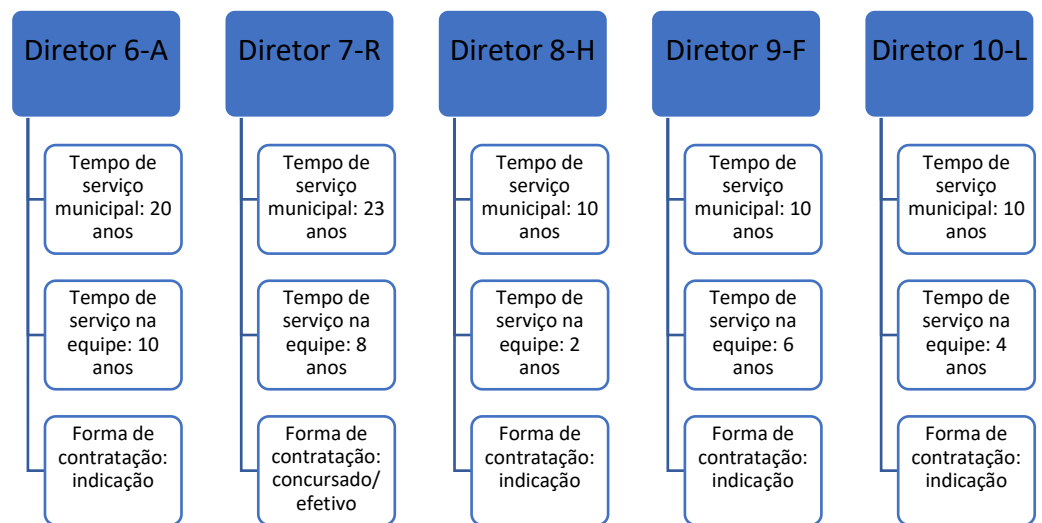 Diretor 6-A
Tempo de
serviço
municipal: 20
anos
Tempo de
serviço na
equipe: 10
anos
Forma de
contratação:
indicação
Diretor 7-R
Tempo de
serviço
municipal: 23
anos
Tempo de
serviço na
equipe: 8
anos
Forma de
contratação:
concursado/
efetivo
Diretor 8-H
Tempo de
serviço
municipal: 10
anos
Tempo de
serviço na
equipe: 2
anos
Forma de
contratação:
indicação
Diretor 9-F
Tempo de
serviço
municipal: 10
anos
Tempo de
serviço na
equipe: 6
anos
Forma de
contratação:
indicação
Diretor 10-L
Tempo de
serviço
municipal: 10
anos
Tempo de
serviço na
equipe: 4
anos
Forma de
contratação:
indicação